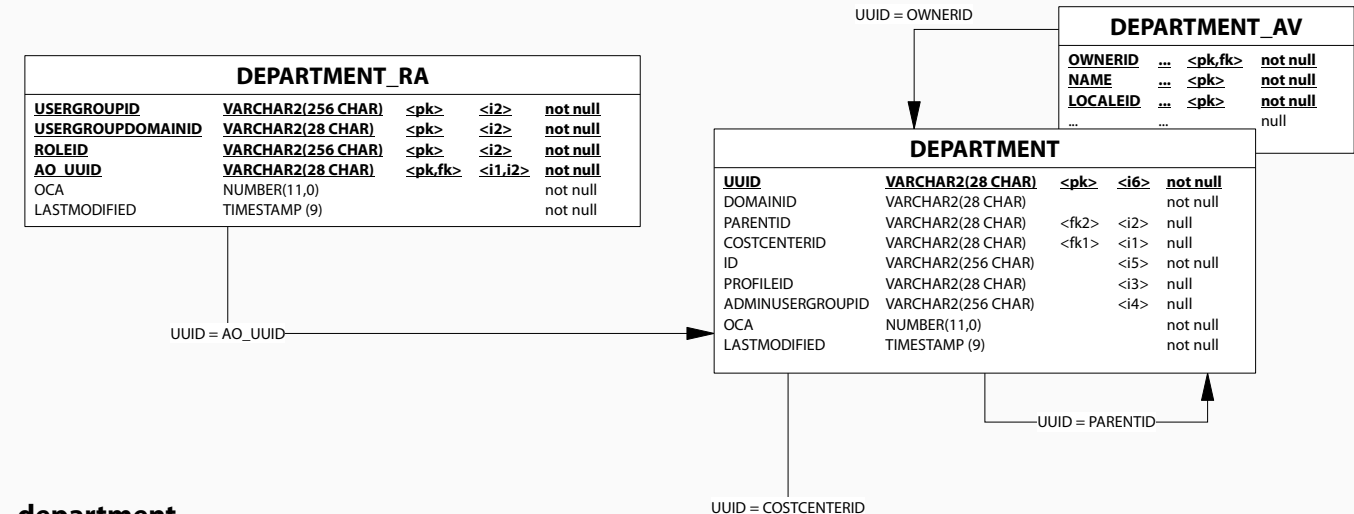 UUID = OWNERID
DEPARTMENT_AV
OWNERID ... <pk,fk> not null
NAME ... <pk> not null
LOCALEID ... <pk> not null
... ... null
DEPARTMENT_RA
USERGROUPID VARCHAR2(256 CHAR) <pk> <i2> not null
USERGROUPDOMAINID VARCHAR2(28 CHAR) <pk> <i2> not null
ROLEID VARCHAR2(256 CHAR) <pk> <i2> not null
AO_UUID VARCHAR2(28 CHAR) <pk,fk> <i1,i2> not null
OCA NUMBER(11,0) not null
LASTMODIFIED TIMESTAMP (9) not null
DEPARTMENT
UUID VARCHAR2(28 CHAR) <pk> <i6> not null
DOMAINID VARCHAR2(28 CHAR) not null
PARENTID VARCHAR2(28 CHAR) <fk2> <i2> null
COSTCENTERID VARCHAR2(28 CHAR) <fk1> <i1> null
ID VARCHAR2(256 CHAR) <i5> not null
PROFILEID VARCHAR2(28 CHAR) <i3> null
ADMINUSERGROUPID VARCHAR2(256 CHAR) <i4> null
OCA NUMBER(11,0) not null
LASTMODIFIED TIMESTAMP (9) not null
UUID = AO_UUID
UUID = PARENTID
UUID = COSTCENTERID
department